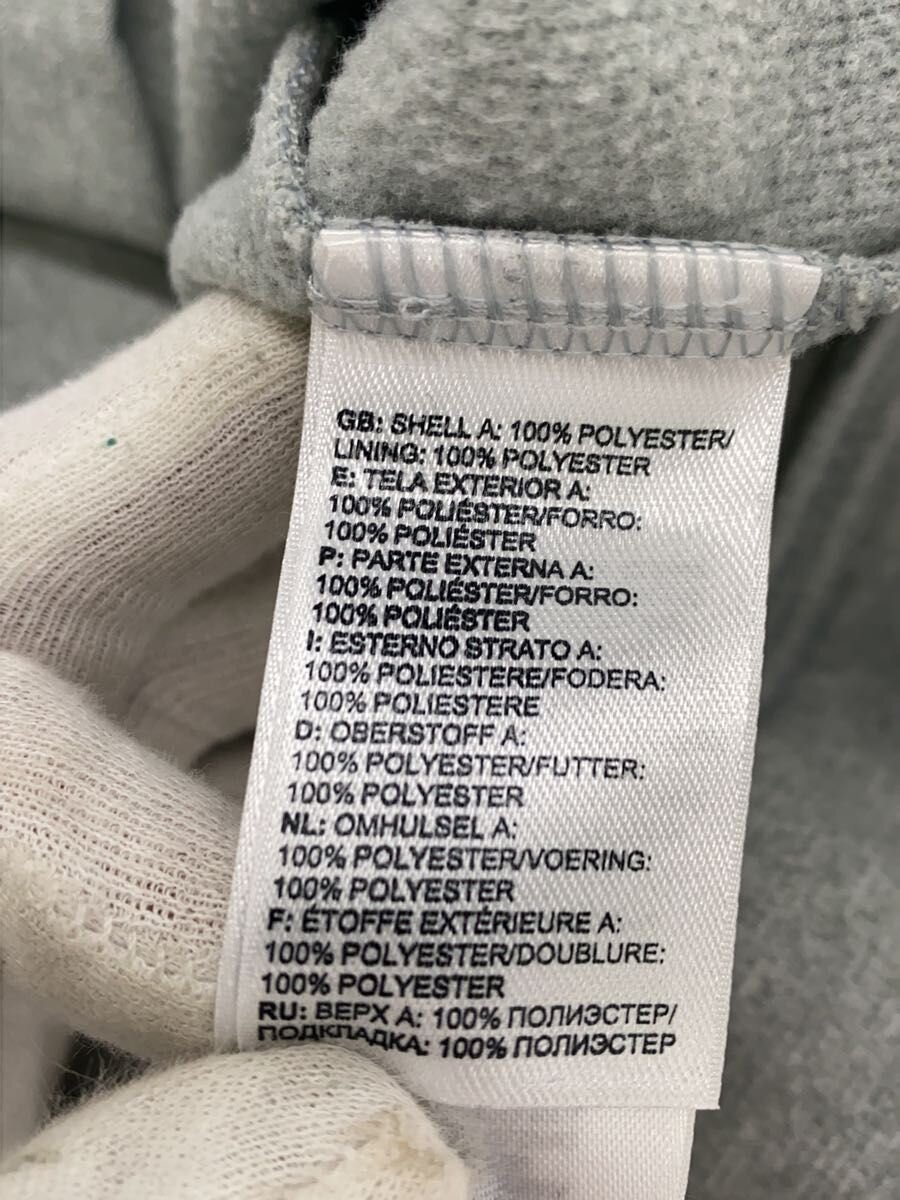 GB: SHELL A: 100% POLYESTER/
LINING: 100% POLYESTER
E: TELA EXTERIOR A:
100% POLIÉSTER/FORRO:
100% POLIÉSTER
P: PARTE EXTERNA A:
100% POLIÉSTER/FORRO:
100% POLIÉSTER
I: ESTERNO STRATO A:
100% POLIESTERE/FODERA:
100% POLIESTERE
D: OBERSTOFF A:
100% POLYESTER/FUTTER:
100% POLYESTER
NL: OMHULSEL A:
100% POLYESTER/VOERING:
100% POLYESTER
F: ÉTOFFE EXTÉRIEURE A:
100% POLYESTER/DOUBLURE:
100% POLYESTER
RU: ВЕРХ A: 100% ПОЛИЭСТЕР/
ПОДКЛАДКА: 100% ПОЛИЭСТЕР